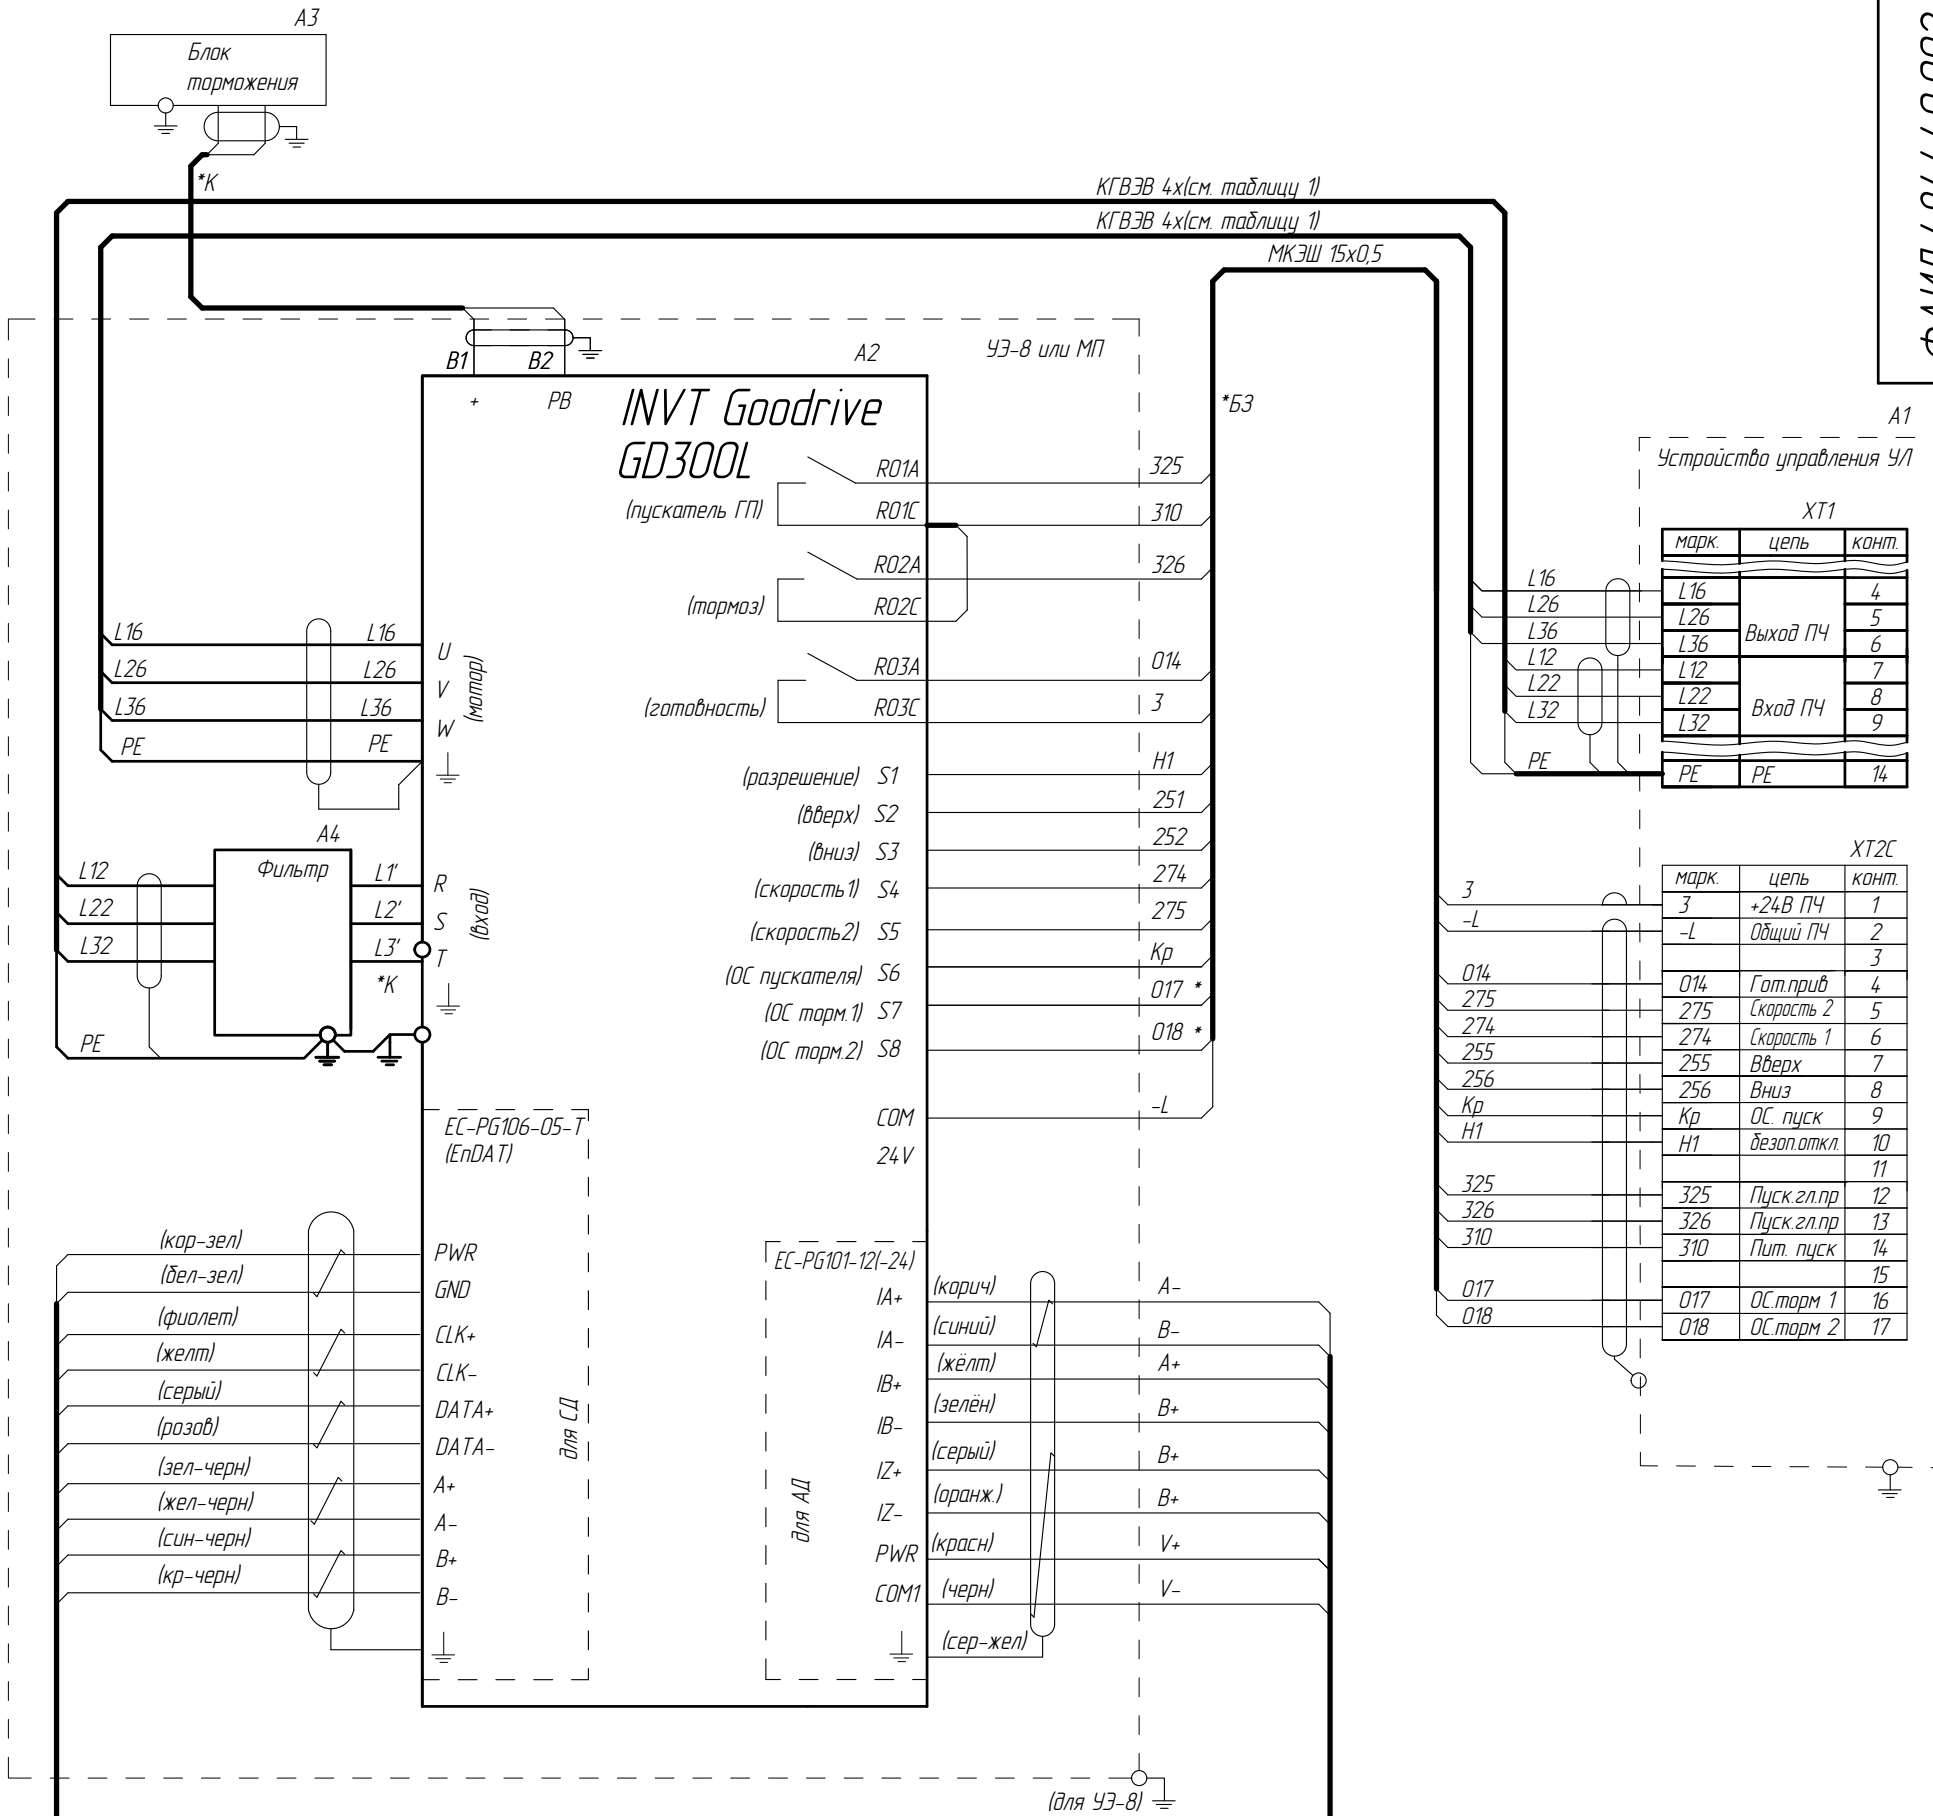 А3
Блок
торможения
*К
КГВЭВ 4х(см. таблицу 1)
КГВЭВ 4х(см. таблицу 1)
МКЭШ 15х0,5
А2
УЭ-8 или МП
B1
B2
+
PB
INVT Goodrive
GD300L
*БЗ
R01A
325
(пускатель ГП)
R01C
310
R02A
326
(тормоз)
R02C
R03A
014
(готовность)
R03C
3
L16
L16
U
L26
L26
V
L36
L36
W
(мотор)
PE
PE
(разрешение)
S1
Н1
(вверх)
S2
251
(вниз)
S3
252
(скорость1)
S4
274
(скорость2)
S5
275
(ОС пускателя)
S6
Кр
(ОС торм.1)
S7
017 *
(ОС торм.2)
S8
018 *
COM
-L
24V
А4
Фильтр
L12
L1'
R
L22
L2'
S
L32
L3'
T
(вход)
*К
PE
EC-PG106-05-T
(EnDAT)
для СД
(кор-зел)
PWR
(бел-зел)
GND
(фиолет)
CLK+
(желт)
CLK-
(серый)
DATA+
(розов)
DATA-
(зел-черн)
A+
(жел-черн)
A-
(син-черн)
B+
(кр-черн)
B-
EC-PG101-12(-24)
для АД
IA+
(корич)
A-
IA-
(синий)
B-
IB+
(жёлт)
A+
IB-
(зелён)
B+
IZ+
(серый)
B+
IZ-
(оранж.)
B+
PWR
(красн)
V+
COM1
(черн)
V-
(сер-жел)
(для УЭ-8)
А1
Устройство управления УЛ
XT1
марк. цепь конт.
L16
L16
4
L26
L26
5
L36
L36
6
Выход ПЧ
L12
L12
7
L22
L22
8
L32
L32
9
Вход ПЧ
PE
PE PE 14
XT2C
марк. цепь конт.
3
3 +24В ПЧ 1
-L
-L Общий ПЧ 2
3
014
014 Гот.прив 4
275
275 Скорость 2 5
274
274 Скорость 1 6
255
255 Вверх 7
256
256 Вниз 8
Кр
Кр ОС. пуск 9
Н1
Н1 безоп.откл. 10
11
325
325 Пуск.гл.пр 12
326
326 Пуск.гл.пр 13
310
310 Пит. пуск 14
15
017
017 ОС.торм 1 16
018
018 ОС.торм 2 17